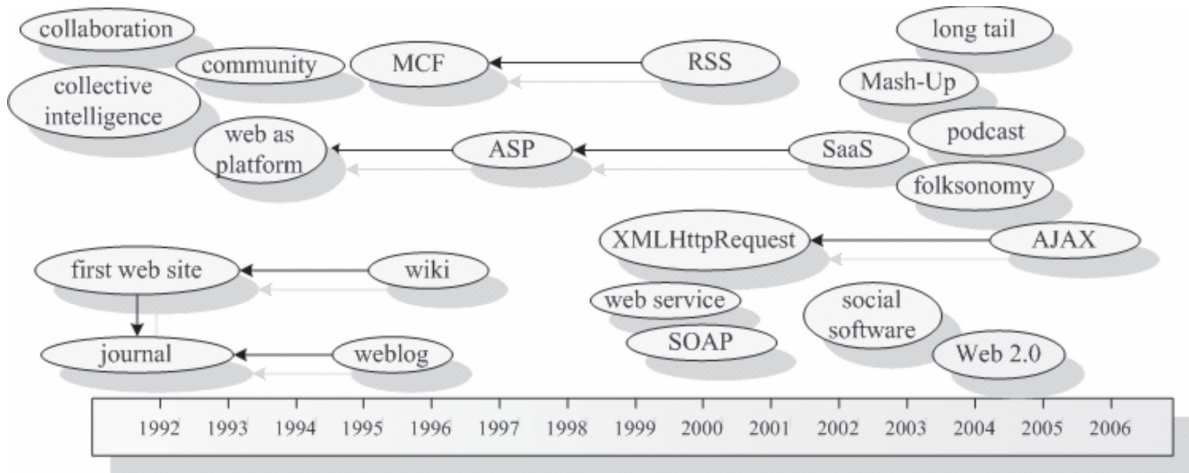 collaboration
long tail
community
MCF
RSS
Mash-Up
collective
intelligence
web as
platform
ASP
SaaS
podcast
folksonomy
XMLHttpRequest
AJAX
first web site
wiki
web service
social
software
SOAP
journal
weblog
Web 2.0
1992 1993 1994 1995 1996 1997 1998 1999 2000 2001 2002 2003 2004 2005 2006